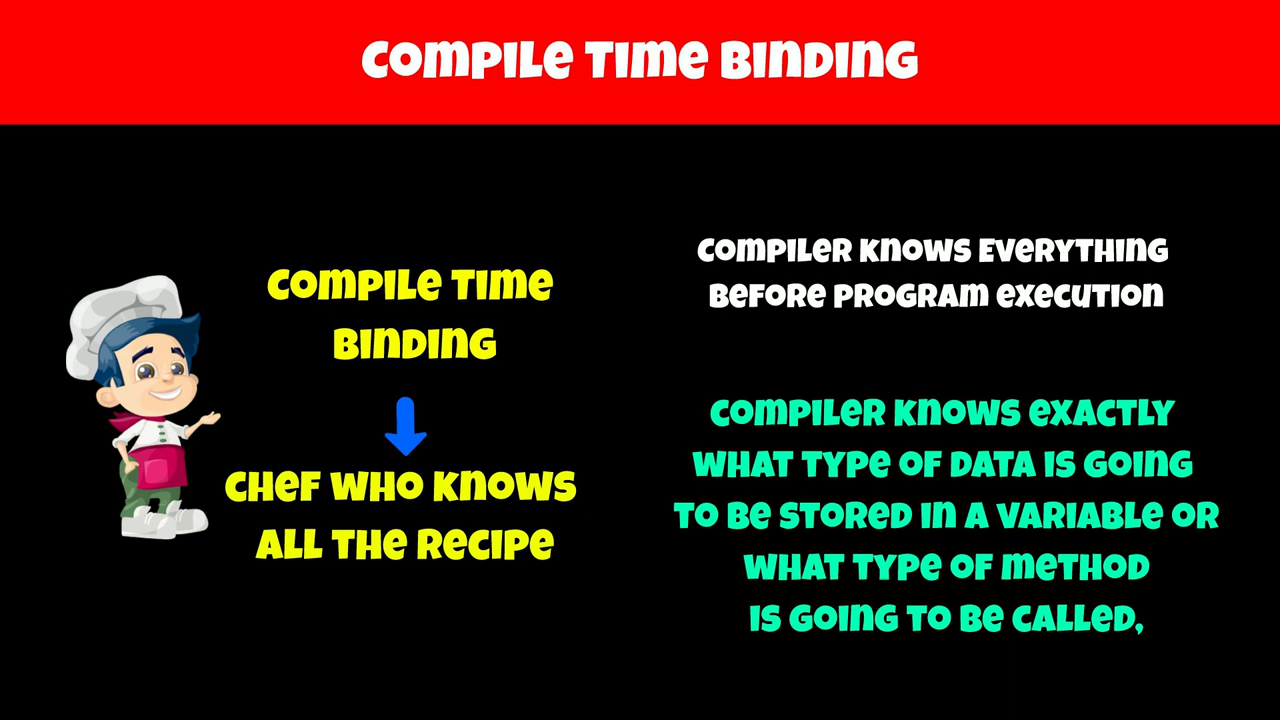 Compile Time Binding
Compile Time
Binding
Chef who knows
all the recipe
Compiler knows everything
before program execution
Compiler knows exactly
what type of data is going
to be stored in a variable or
what type of method
is going to be called,